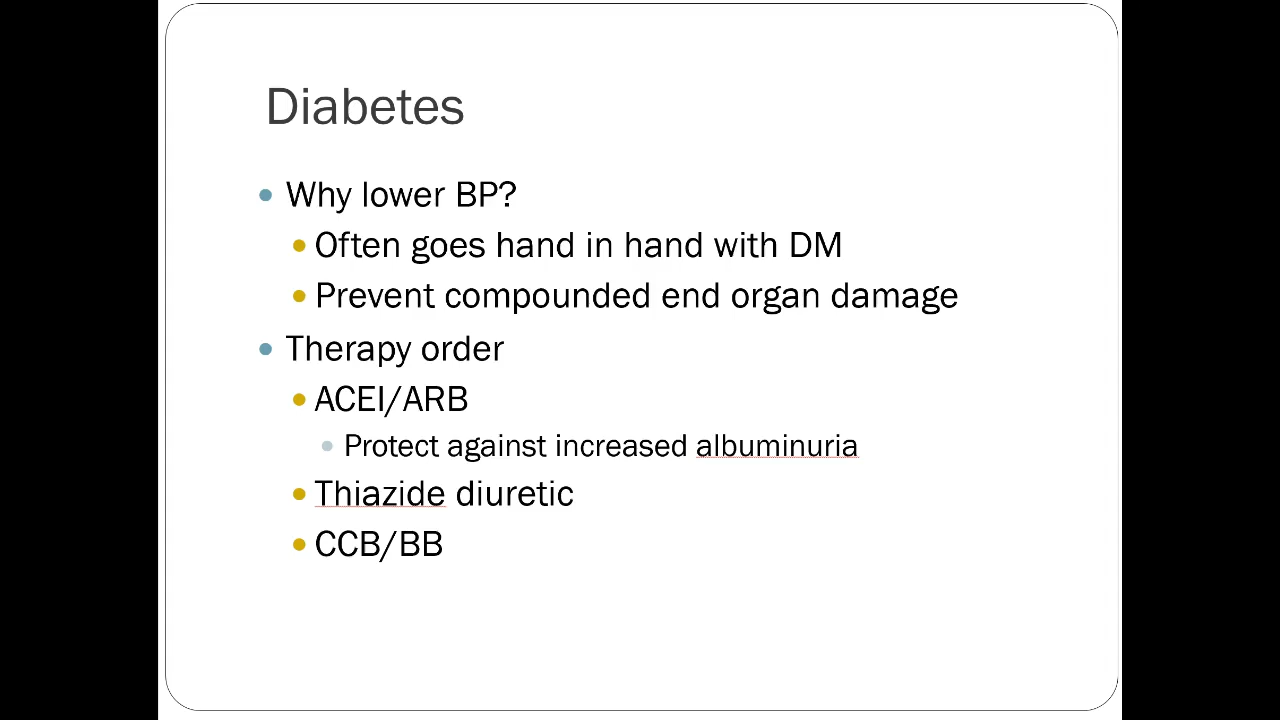 Diabetes
Why lower BP?
Often goes hand in hand with DM
Prevent compounded end organ damage
Therapy order
ACEI/ARB
Protect against increased albuminuria
Thiazide diuretic
CCB/BB